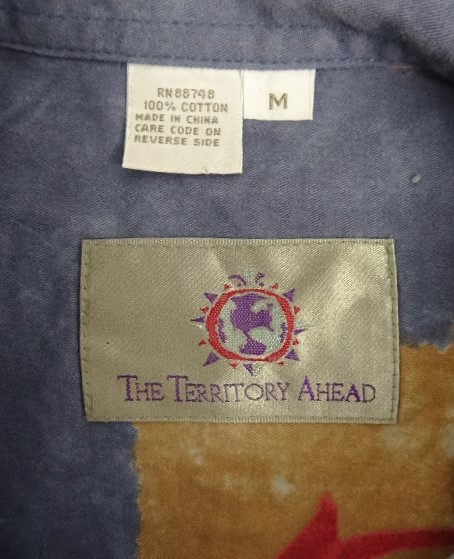 RN88748
100% COTTON
MADE IN CHINA
CARE CODE ON
REVERSE SIDE
M
THE TERRITORY AHEAD